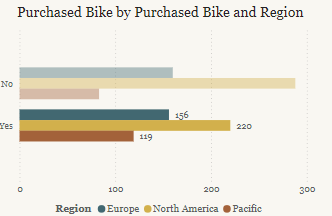 Purchased Bike by Purchased Bike and Region
No
Yes
156
220
119
0 100 200 300
Region Europe North America Pacific